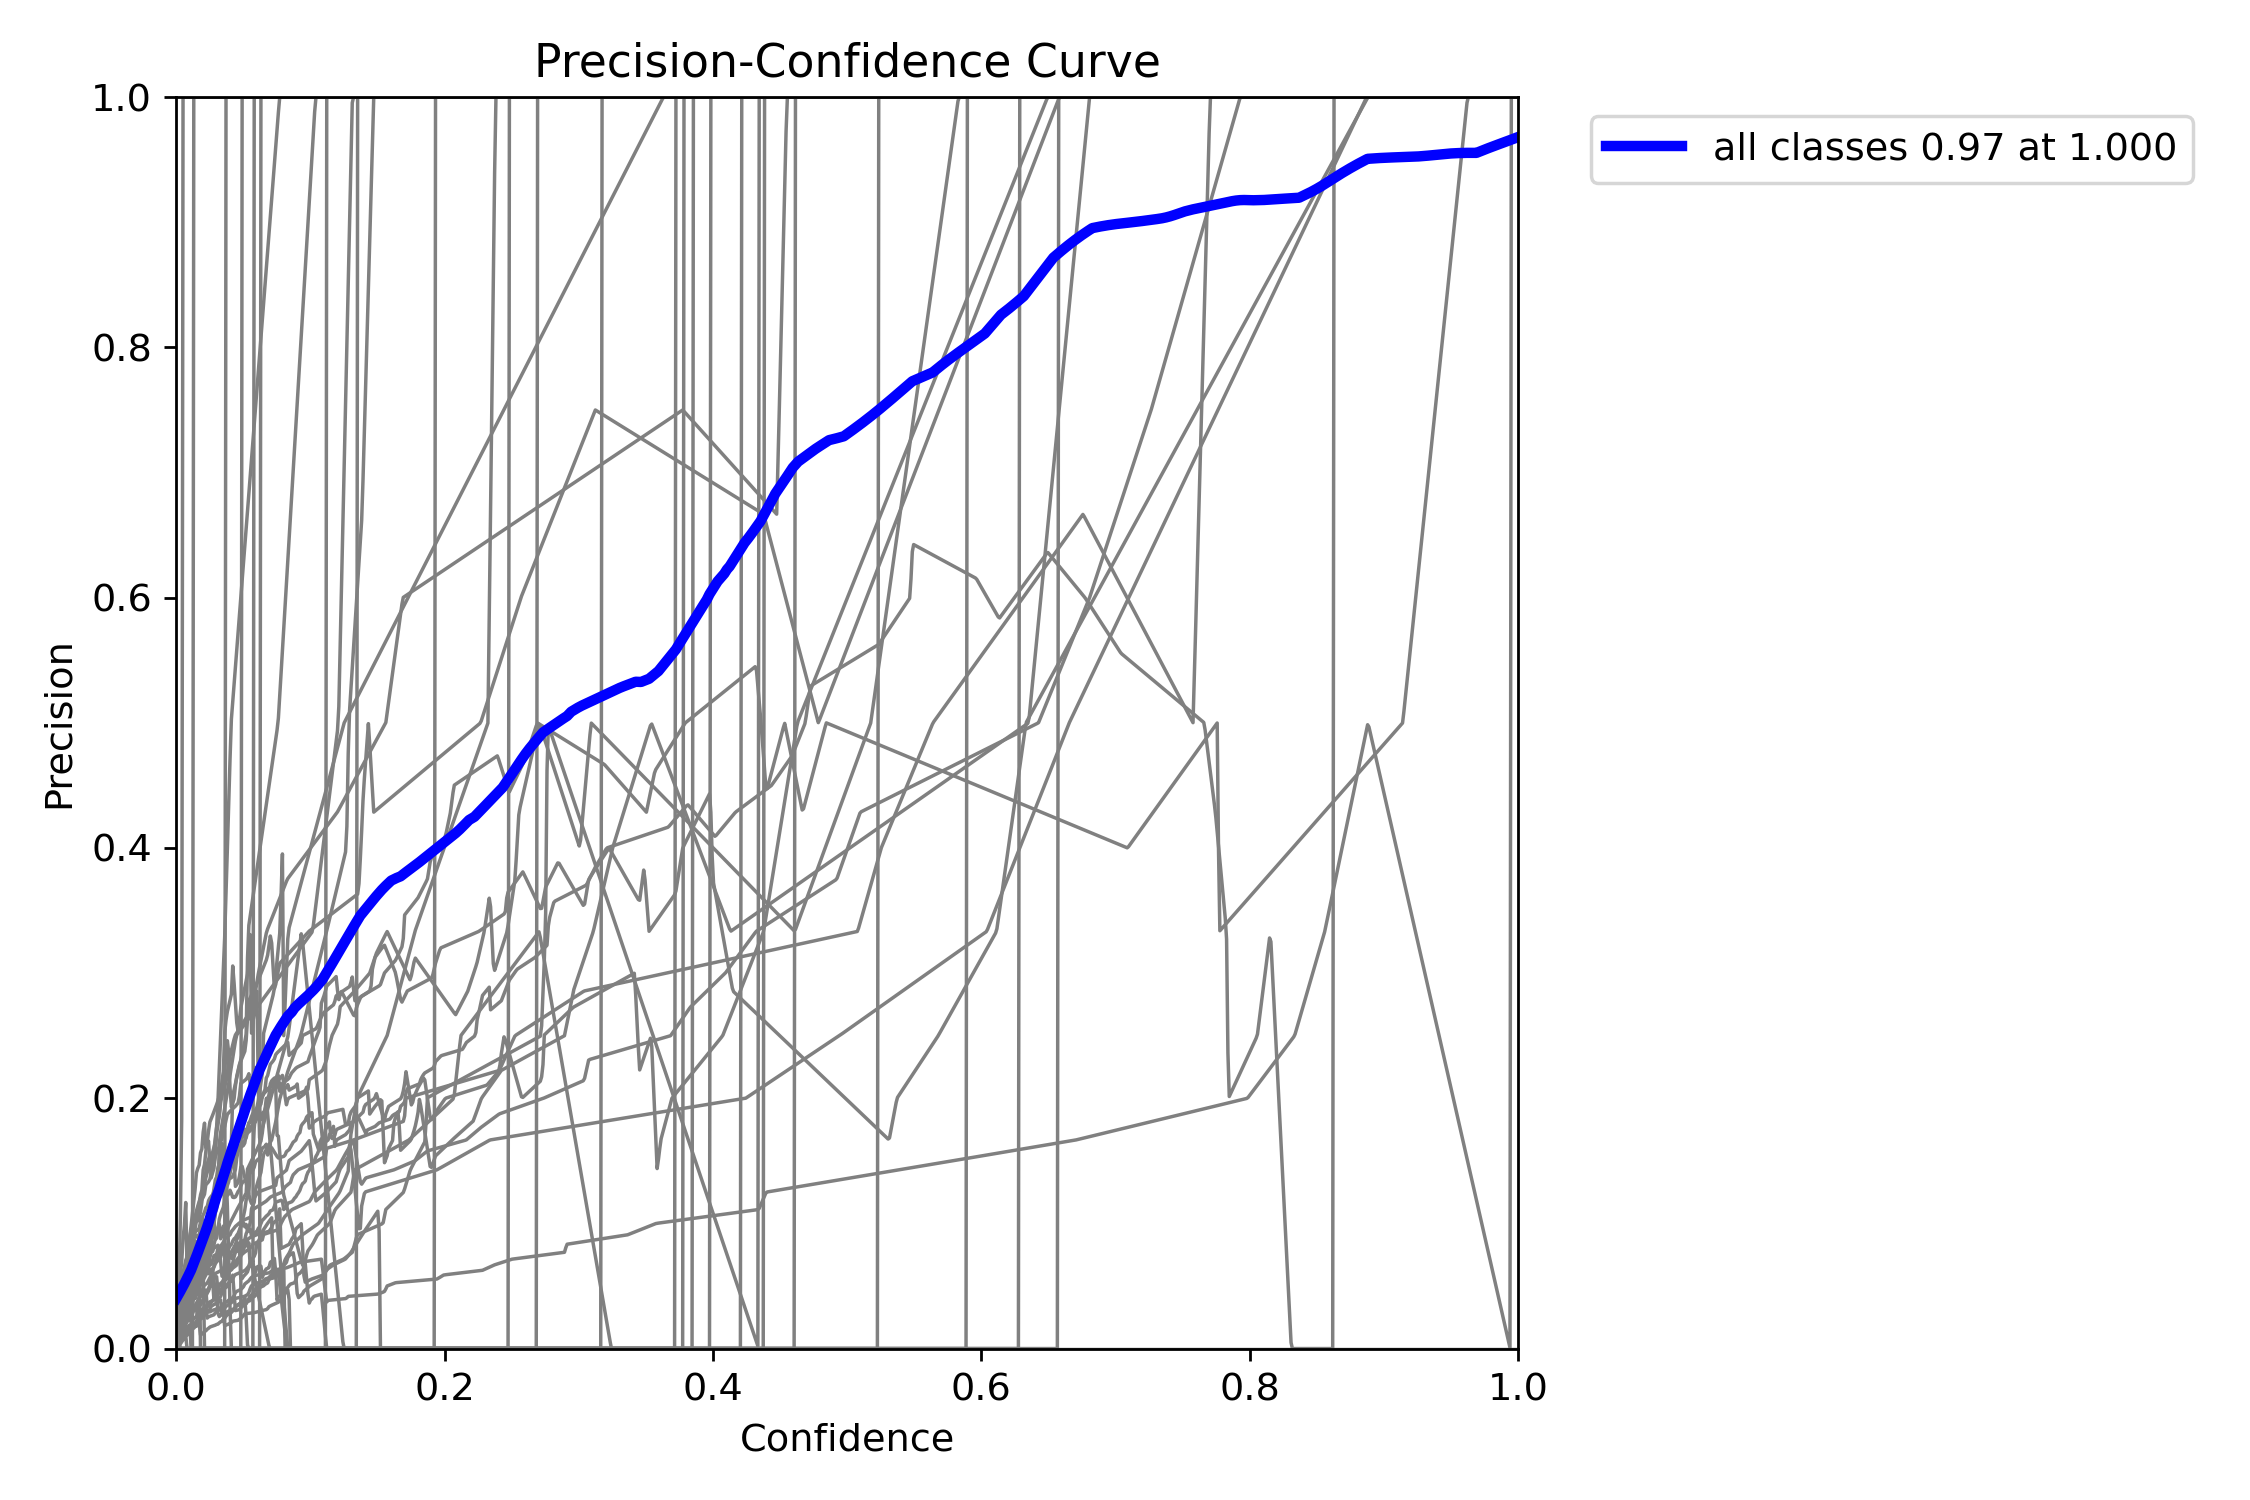 Precision-Confidence Curve
all classes 0.97 at 1.000
Precision
1.0
0.8
0.6
0.4
0.2
0.0
0.0 0.2 0.4 0.6 0.8 1.0
Confidence